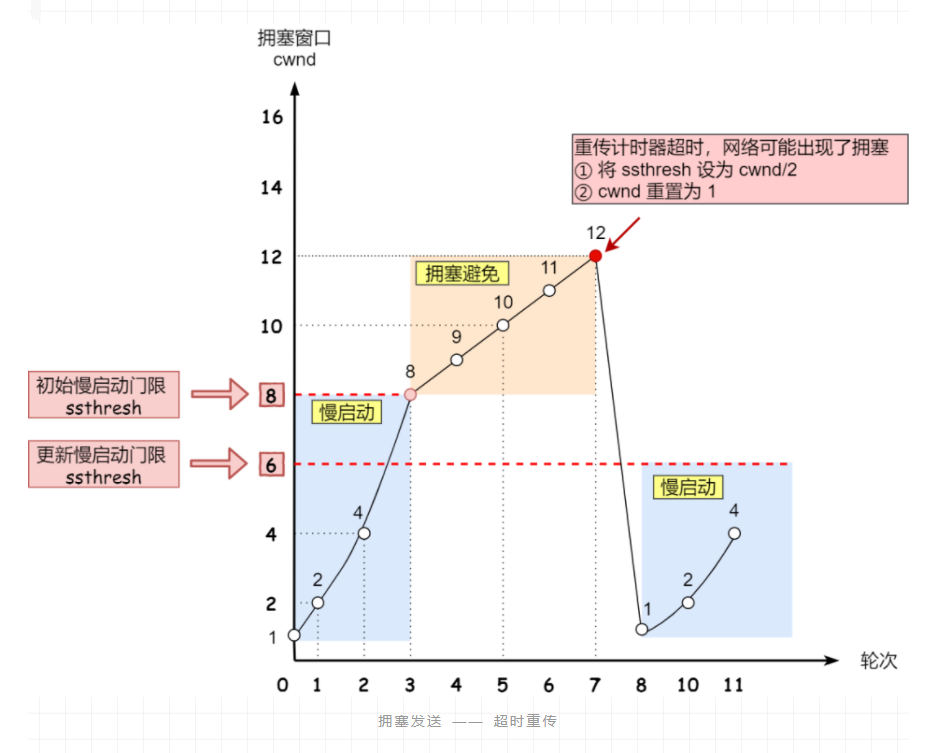 拥塞窗口
cwnd
16
14
12
10
8
6
4
2
1
重传计时器超时，网络可能出现了拥塞
① 将 ssthresh 设为 cwnd/2
② cwnd 重置为 1
初始慢启动门限
ssthresh
更新慢启动门限
ssthresh
慢启动
拥塞避免
慢启动
2
4
8
9
10
11
12
1
2
4
0 1 2 3 4 5 6 7 8 10 11
轮次
拥塞发送 —— 超时重传